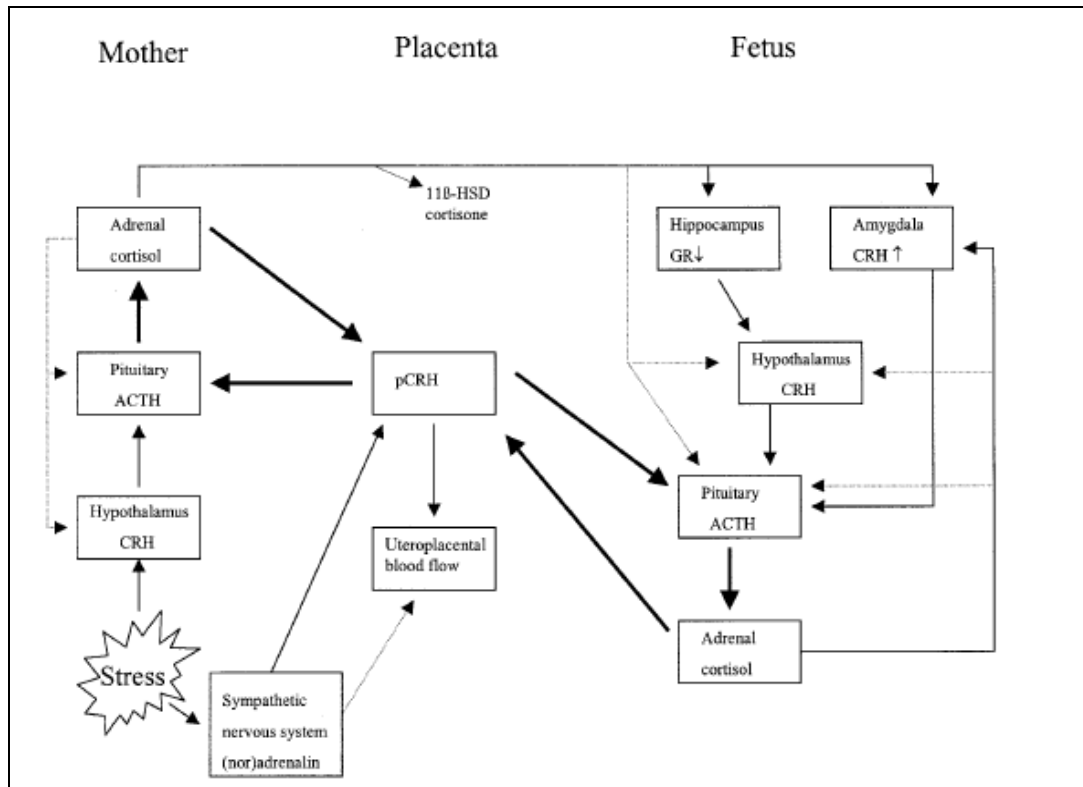 Mother
Placenta
Fetus
11ß-HSD
cortisone
Adrenal
cortisol
Hippocampus
GR↓
Amygdala
CRH ↑
Pituitary
ACTH
pCRH
Hypothalamus
CRH
Hypothalamus
CRH
Uteroplacental
blood flow
Pituitary
ACTH
Stress
Sympathetic
nervous system
(nor)adrenalin
Adrenal
cortisol